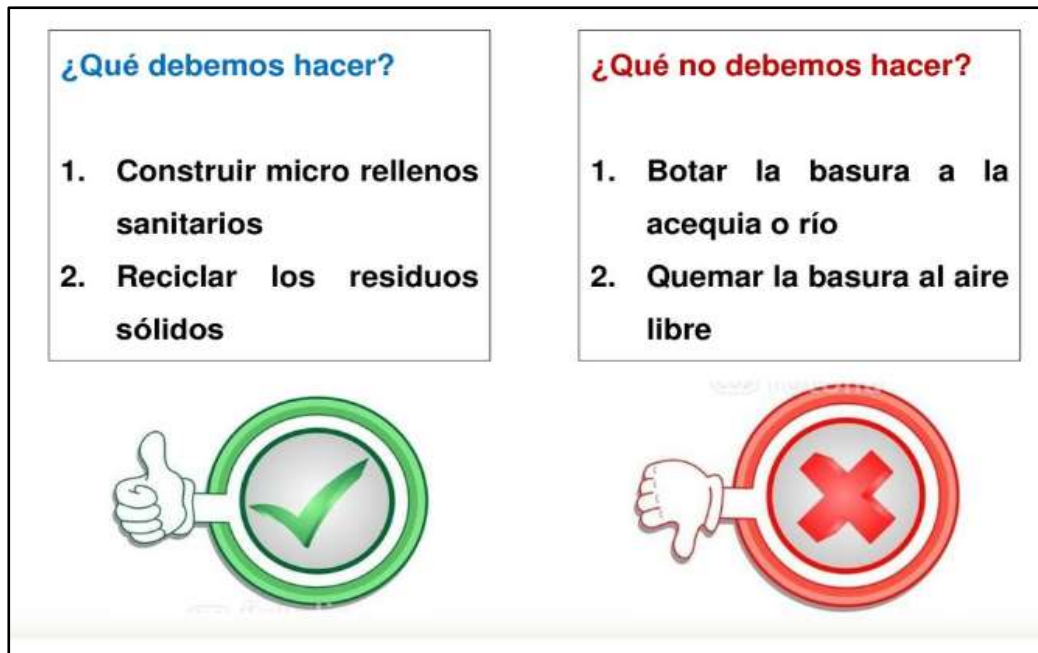 ¿Qué debemos hacer?
1. Construir micro rellenos
sanitarios
2. Reciclar los residuos
sólidos
¿Qué no debemos hacer?
1. Botar la basura a la
acequia o río
2. Quemar la basura al aire
libre